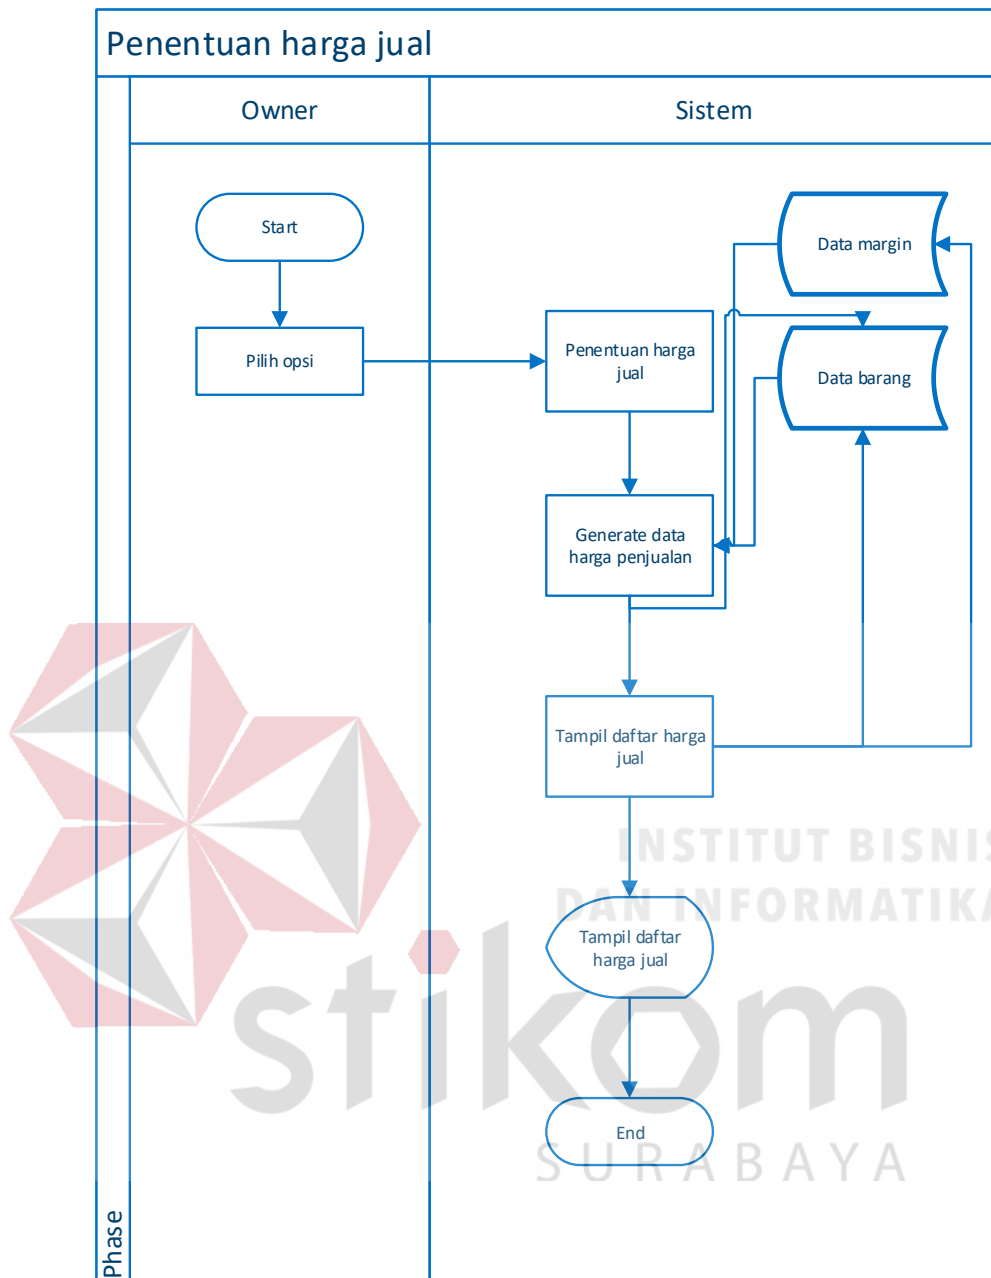 Penentuan harga jual
Owner
Sistem
Start
Data margin
Pilih opsi
Penentuan harga
jual
Data barang
Generate data
harga penjualan
Tampil daftar harga
jual
INSTITUT BISNIS
DAN INFORMATIKA
Tampil daftar
harga jual
stikom
End
SURABAYA
Phase